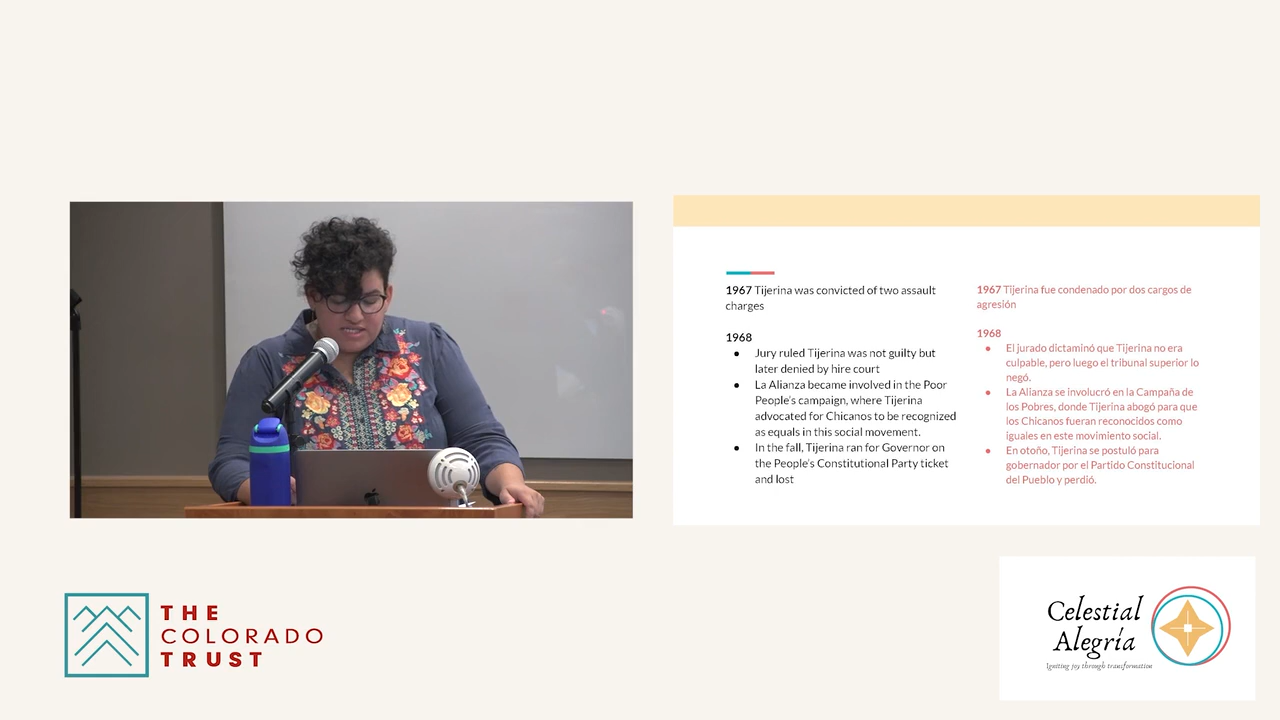 1967 Tijerina was convicted of two assault
charges
1968
● Jury ruled Tijerina was not guilty but
later denied by hire court
● La Alianza became involved in the Poor
People's campaign, where Tijerina
advocated for Chicanos to be recognized
as equals in this social movement.
● In the fall, Tijerina ran for Governor on
the People's Constitutional Party ticket
and lost
1967 Tijerina fue condenado por dos cargos de
agresión
1968
● El jurado dictaminó que Tijerina no era
culpable, pero luego el tribunal superior lo
negó.
● La Alianza se involucró en la Campaña de
los Pobres, donde Tijerina abogó para que
los Chicanos fueran reconocidos como
iguales en este movimiento social.
● En otoño, Tijerina se postuló para
gobernador por el Partido Constitucional
del Pueblo y perdió.
THE
COLORADO
TRUST
Celestial
Alegría
Igniting joy through transformation